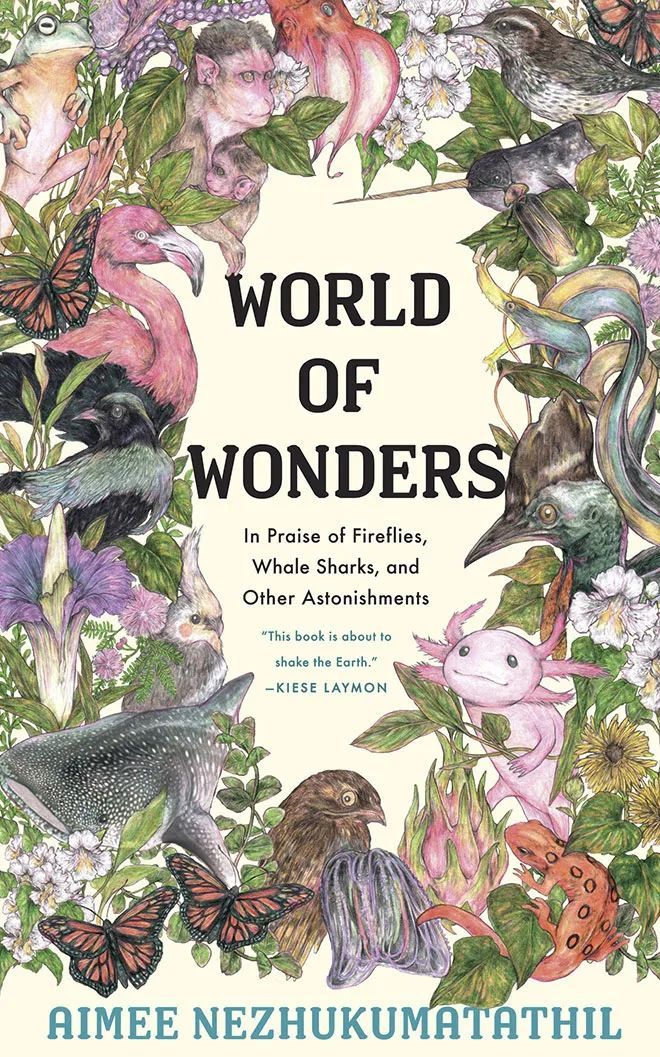 WORLD
OF
WONDERS
In Praise of Fireflies,
Whale Sharks, and
Other Astonishments
“This book is about to
shake the Earth.”
—KIESE LAYMON
AIMEE NEZHUKUMATATHIL